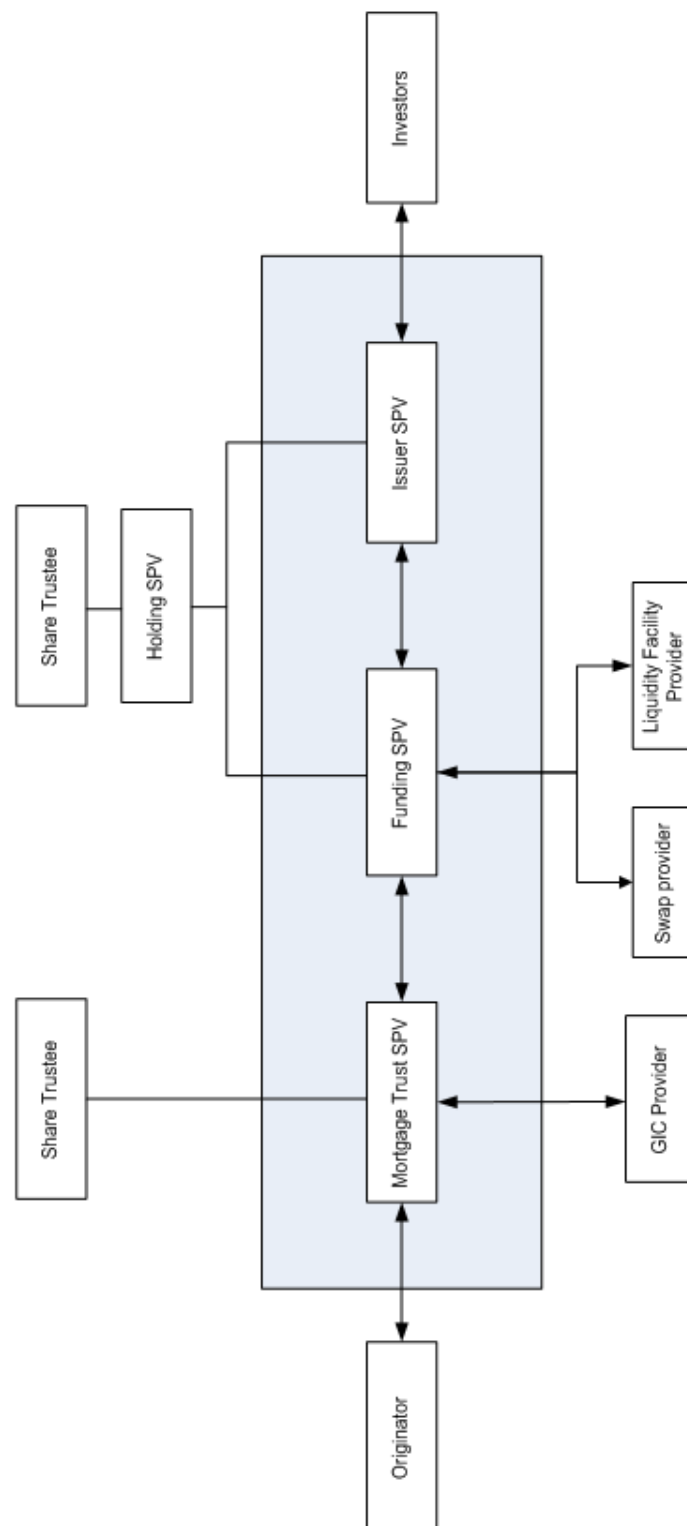 Share Trustee
Share Trustee
Holding SPV
Originator
Mortgage Trust SPV
Funding SPV
Issuer SPV
Investors
GIC Provider
Swap provider
Liquidity Facility
Provider